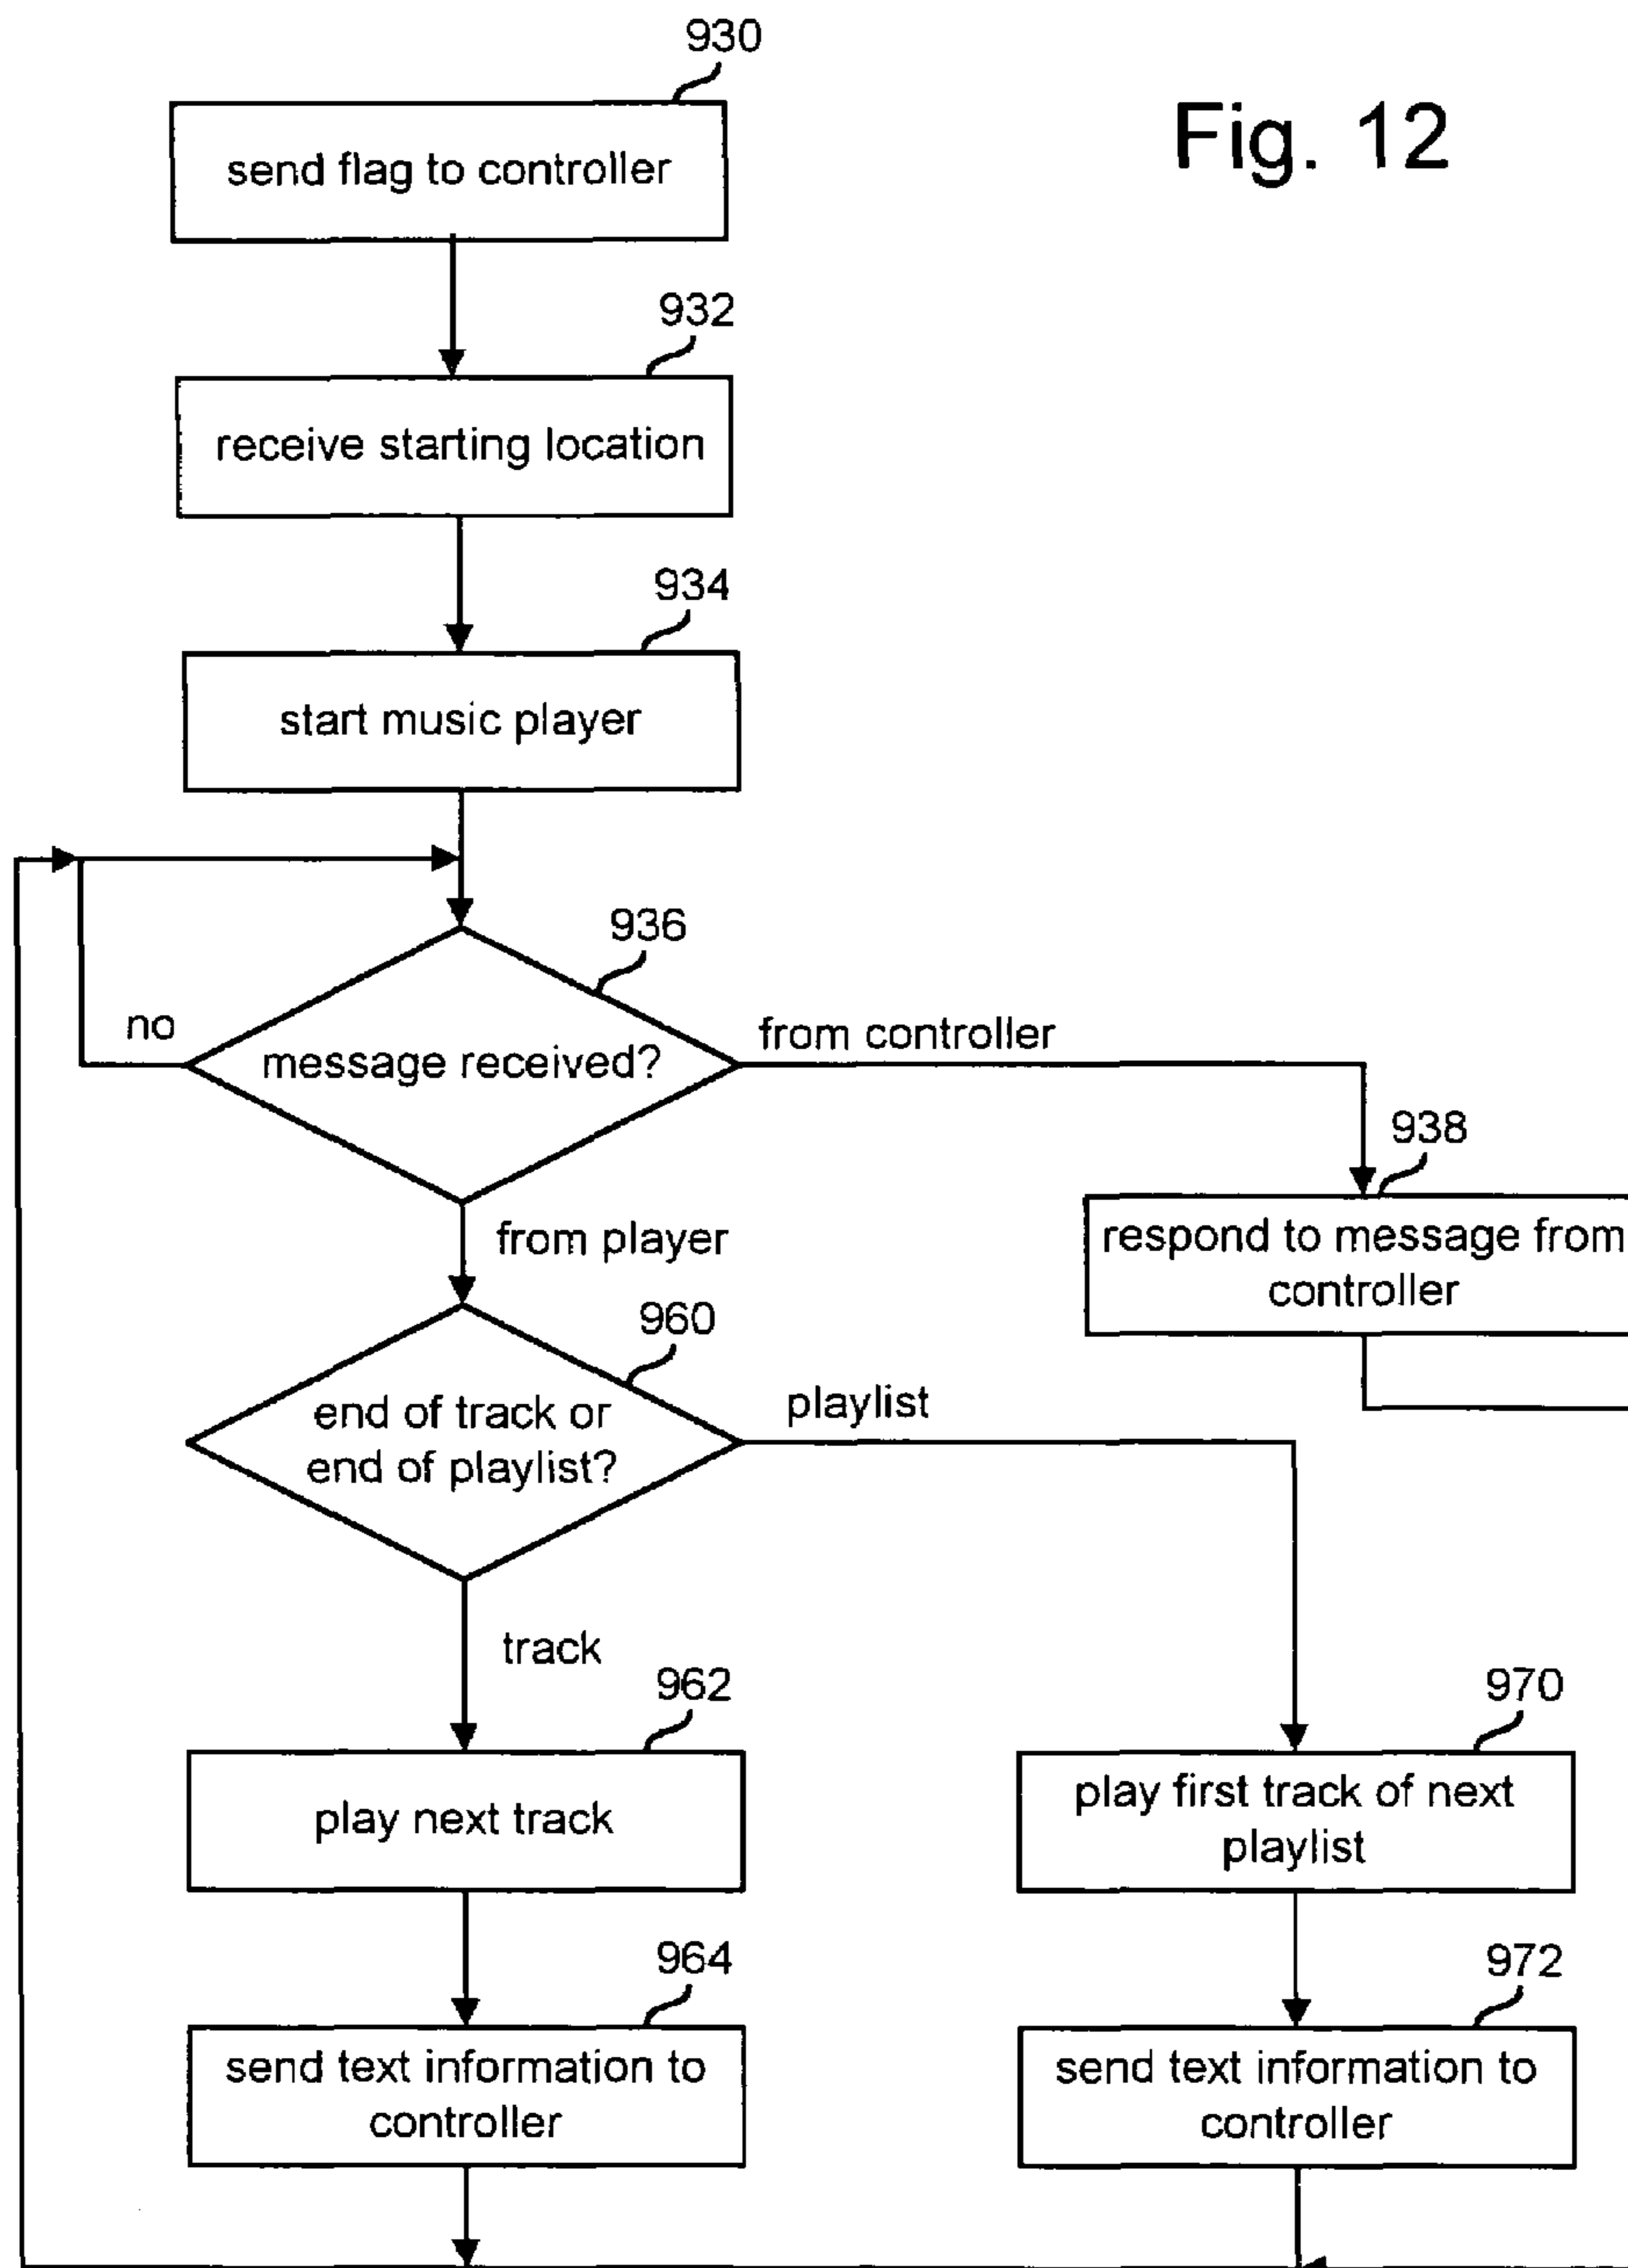 930
Fig. 12
send flag to controller
932
receive starting location
934
start music player
936
no
message received?
from controller
938
respond to message from
controller
from player
960
end of track or
end of playlist?
playlist
track
962
970
play next track
play first track of next
playlist
964
972
send text information to
controller
send text information to
controller